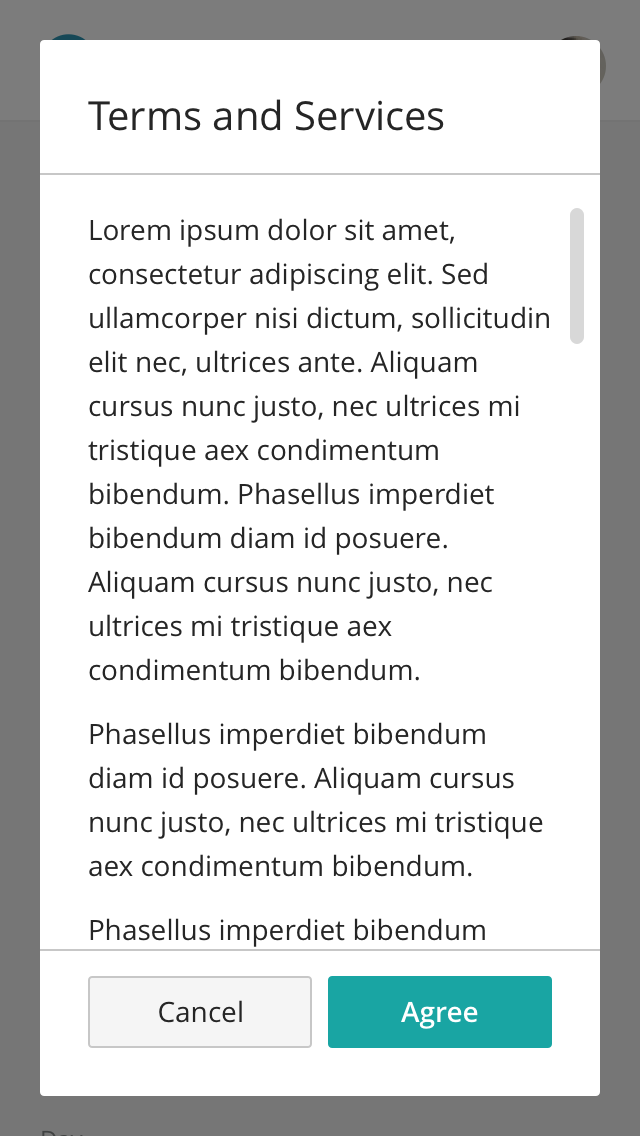 Terms and Services
Lorem ipsum dolor sit amet,
consectetur adipiscing elit. Sed
ullamcorper nisi dictum, sollicitudin
elit nec, ultrices ante. Aliquam
cursus nunc justo, nec ultrices mi
tristique aex condimentum
bibendum. Phasellus imperdiet
bibendum diam id posuere.
Aliquam cursus nunc justo, nec
ultrices mi tristique aex
condimentum bibendum.
Phasellus imperdiet bibendum
diam id posuere. Aliquam cursus
nunc justo, nec ultrices mi tristique
aex condimentum bibendum.
Phasellus imperdiet bibendum
Cancel
Agree